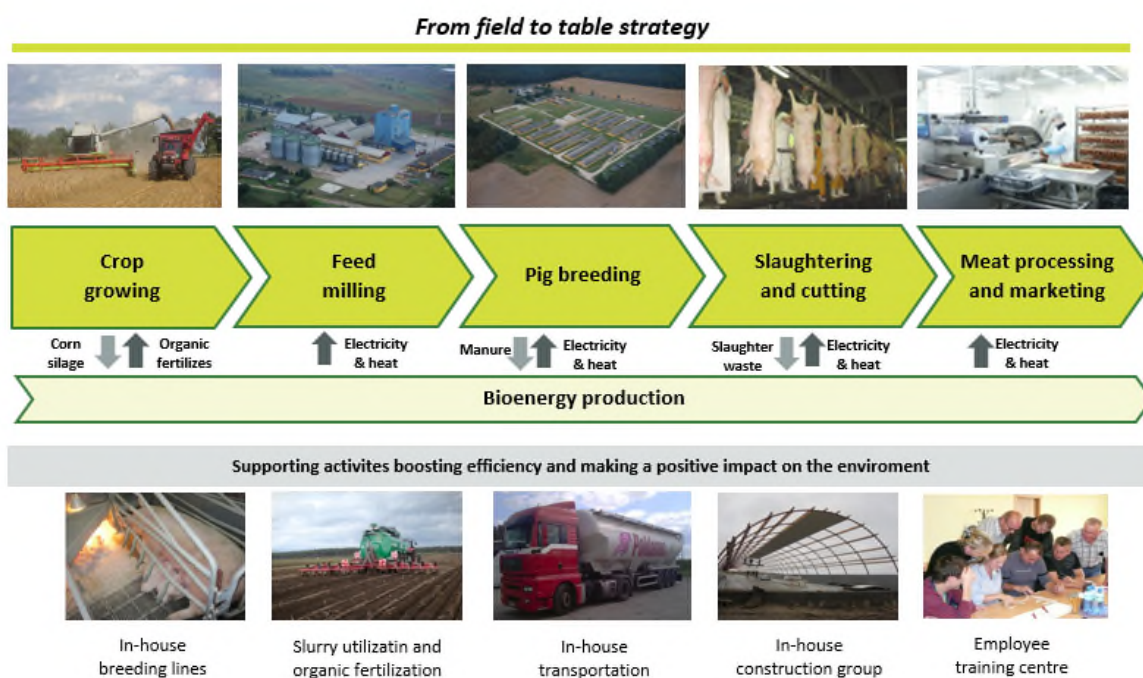 From field to table strategy
Crop
growing
Feed
milling
Pig breeding
Slaughtering
and cutting
Meat processing
and marketing
Corn
silage
Organic
fertilizes
Electricity
& heat
Manure
Electricity
& heat
Slaughter
waste
Electricity
& heat
Electricity
& heat
Bioenergy production
Supporting activites boosting efficiency and making a positive impact on the enviroment
In-house
breeding lines
Slurry utilizatin and
organic fertilization
In-house
transportation
In-house
construction group
Employee
training centre